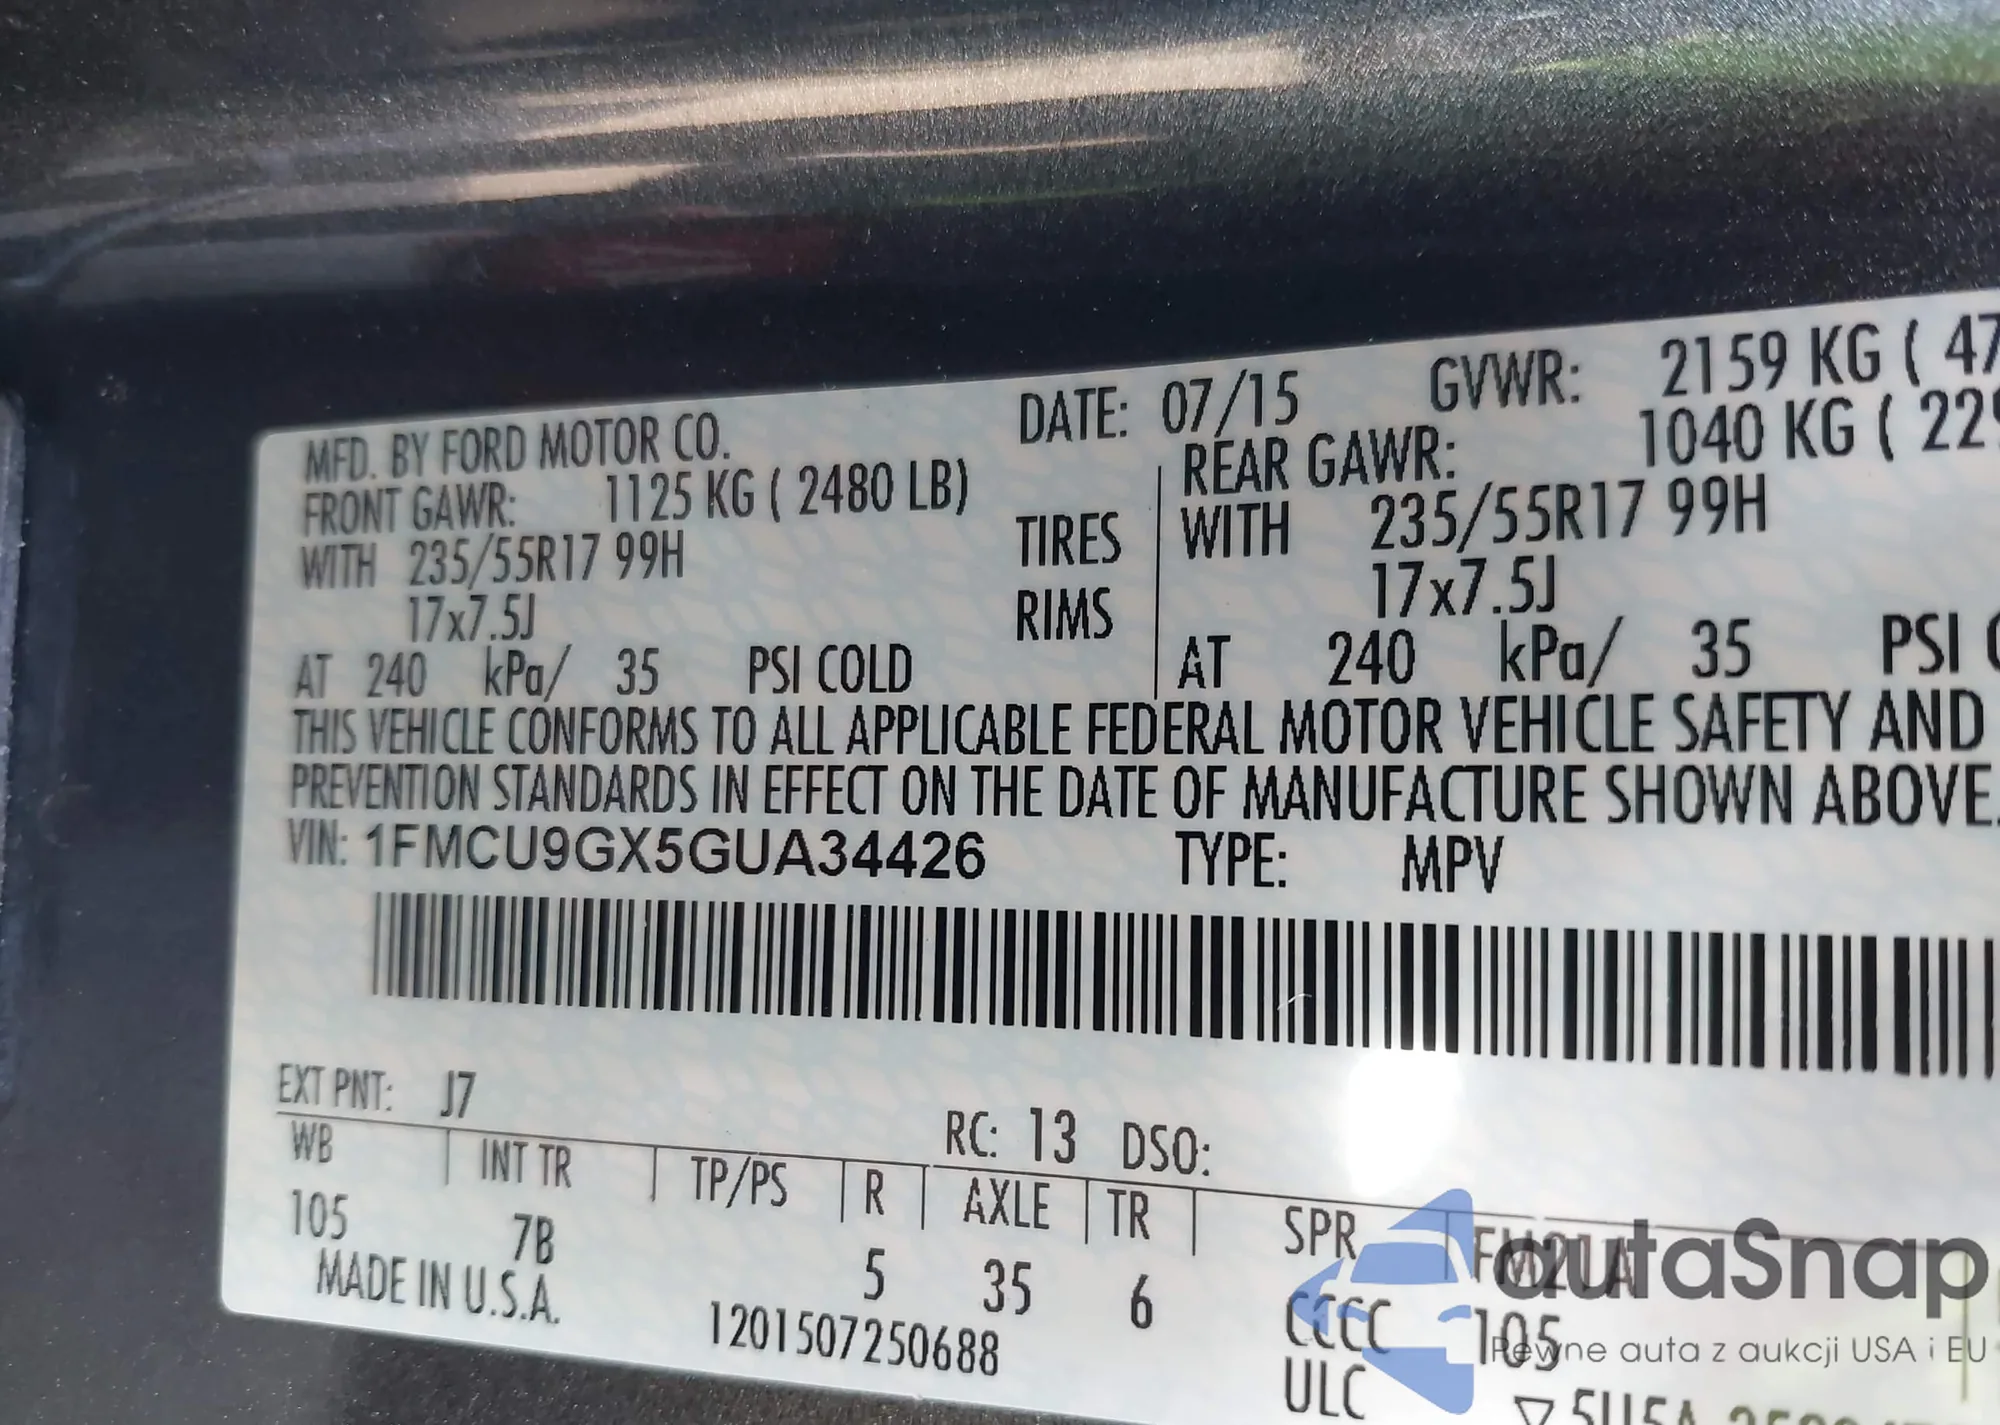 MFD. BY FORD MOTOR CO. DATE: 07/15 GVWR: 2159 KG ( 47
FRONT GAWR: 1125 KG ( 2480 LB) REAR GAWR: 1040 KG ( 229
WITH 235/55R17 99H TIRES WITH 235/55R17 99H
17x7.5J RIMS 17x7.5J
AT 240 kPa/ 35 PSI COLD AT 240 kPa/ 35 PSI
THIS VEHICLE CONFORMS TO ALL APPLICABLE FEDERAL MOTOR VEHICLE SAFETY AND
PREVENTION STANDARDS IN EFFECT ON THE DATE OF MANUFACTURE SHOWN ABOVE.
VIN: 1FMCU9GX5GUA34426 TYPE: MPV
EXT PNT: J7 RC: 13 DSO:
WB INT TR TP/PS R AXLE TR SPR FM21A
105 7B 5 35 6 CCCC 105
MADE IN U.S.A. 1201507250688 ULC
autaSnap
Pewne auta z aukcji USA i EU